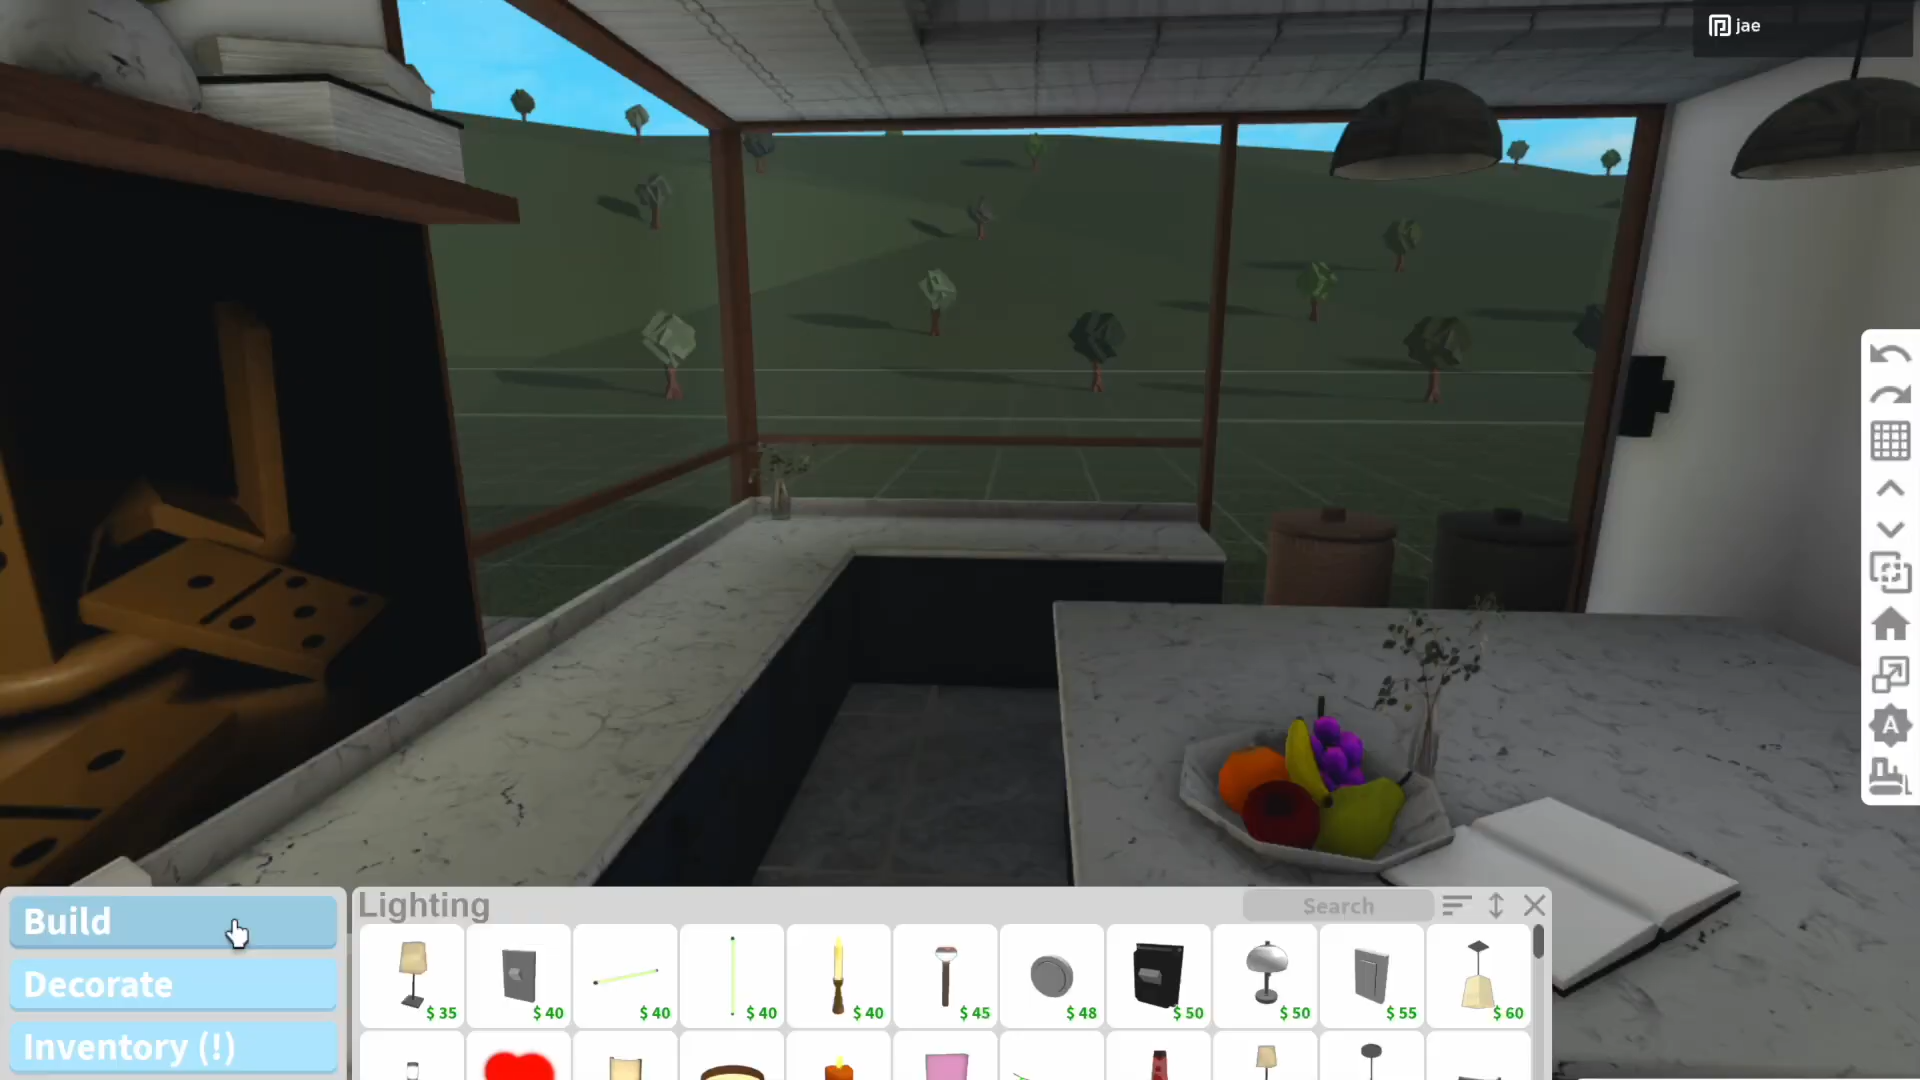 jae
Build
Decorate
Inventory (!)
Lighting
Search
$ 35
$ 40
$ 40
$ 40
$ 40
$ 45
$ 48
$ 50
$ 50
$ 55
$ 60
A